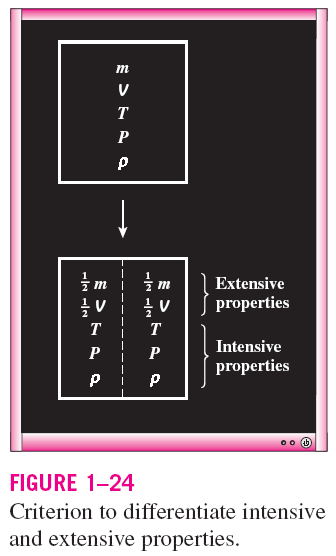 m
V
T
P
ρ
½ m ½ m
½ V ½ V
T T
P P
ρ ρ
Extensive
properties
Intensive
properties
FIGURE 1–24
Criterion to differentiate intensive
and extensive properties.